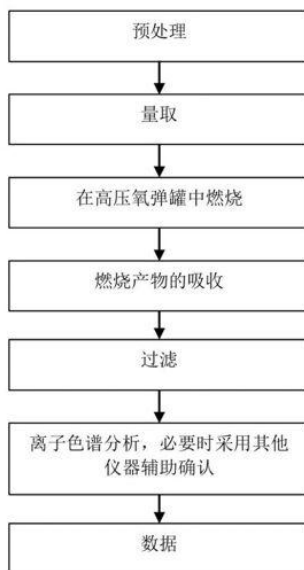 预处理
量取
在高压氧弹罐中燃烧
燃烧产物的吸收
过滤
离子色谱分析，必要时采用其他
仪器辅助确认
数据